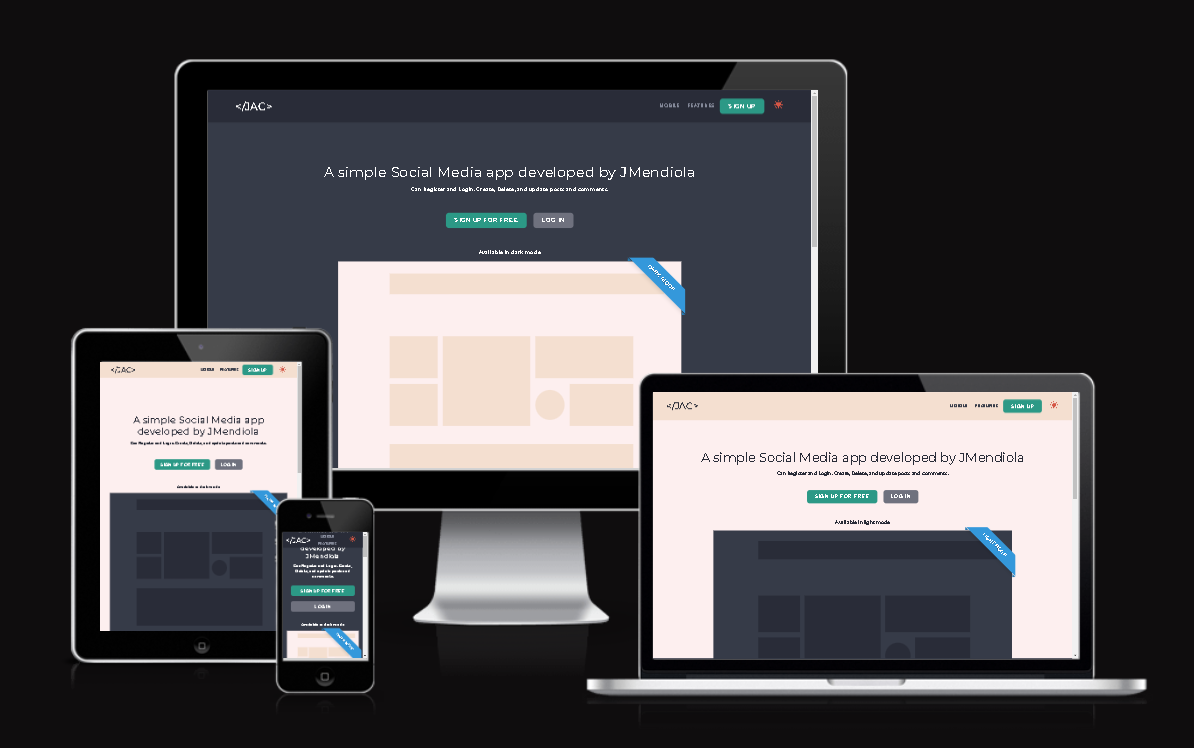 </JAC>
MOBILE FEATURES SIGN UP
A simple Social Media app developed by JMendiola
Can Register and Login. Create, Delete, and update posts and comments.
SIGN UP FOR FREE LOG IN
Available in dark mode
DARK MODE
</JAC>
MOBILE FEATURES SIGN UP
A simple Social Media app
developed by JMendiola
Can Register and Login. Create, Delete, and update posts and comments.
SIGN UP FOR FREE LOG IN
Available in dark mode
</JAC>
MOBILE
FEATURES
developed by
JMendiola
Can Register and Login. Create,
Delete, and update posts and
comments.
SIGN UP FOR FREE
LOG IN
Available in dark mode
</JAC>
MOBILE FEATURES SIGN UP
A simple Social Media app developed by JMendiola
Can Register and Login. Create, Delete, and update posts and comments.
SIGN UP FOR FREE LOG IN
Available in light mode
LIGHT MODE